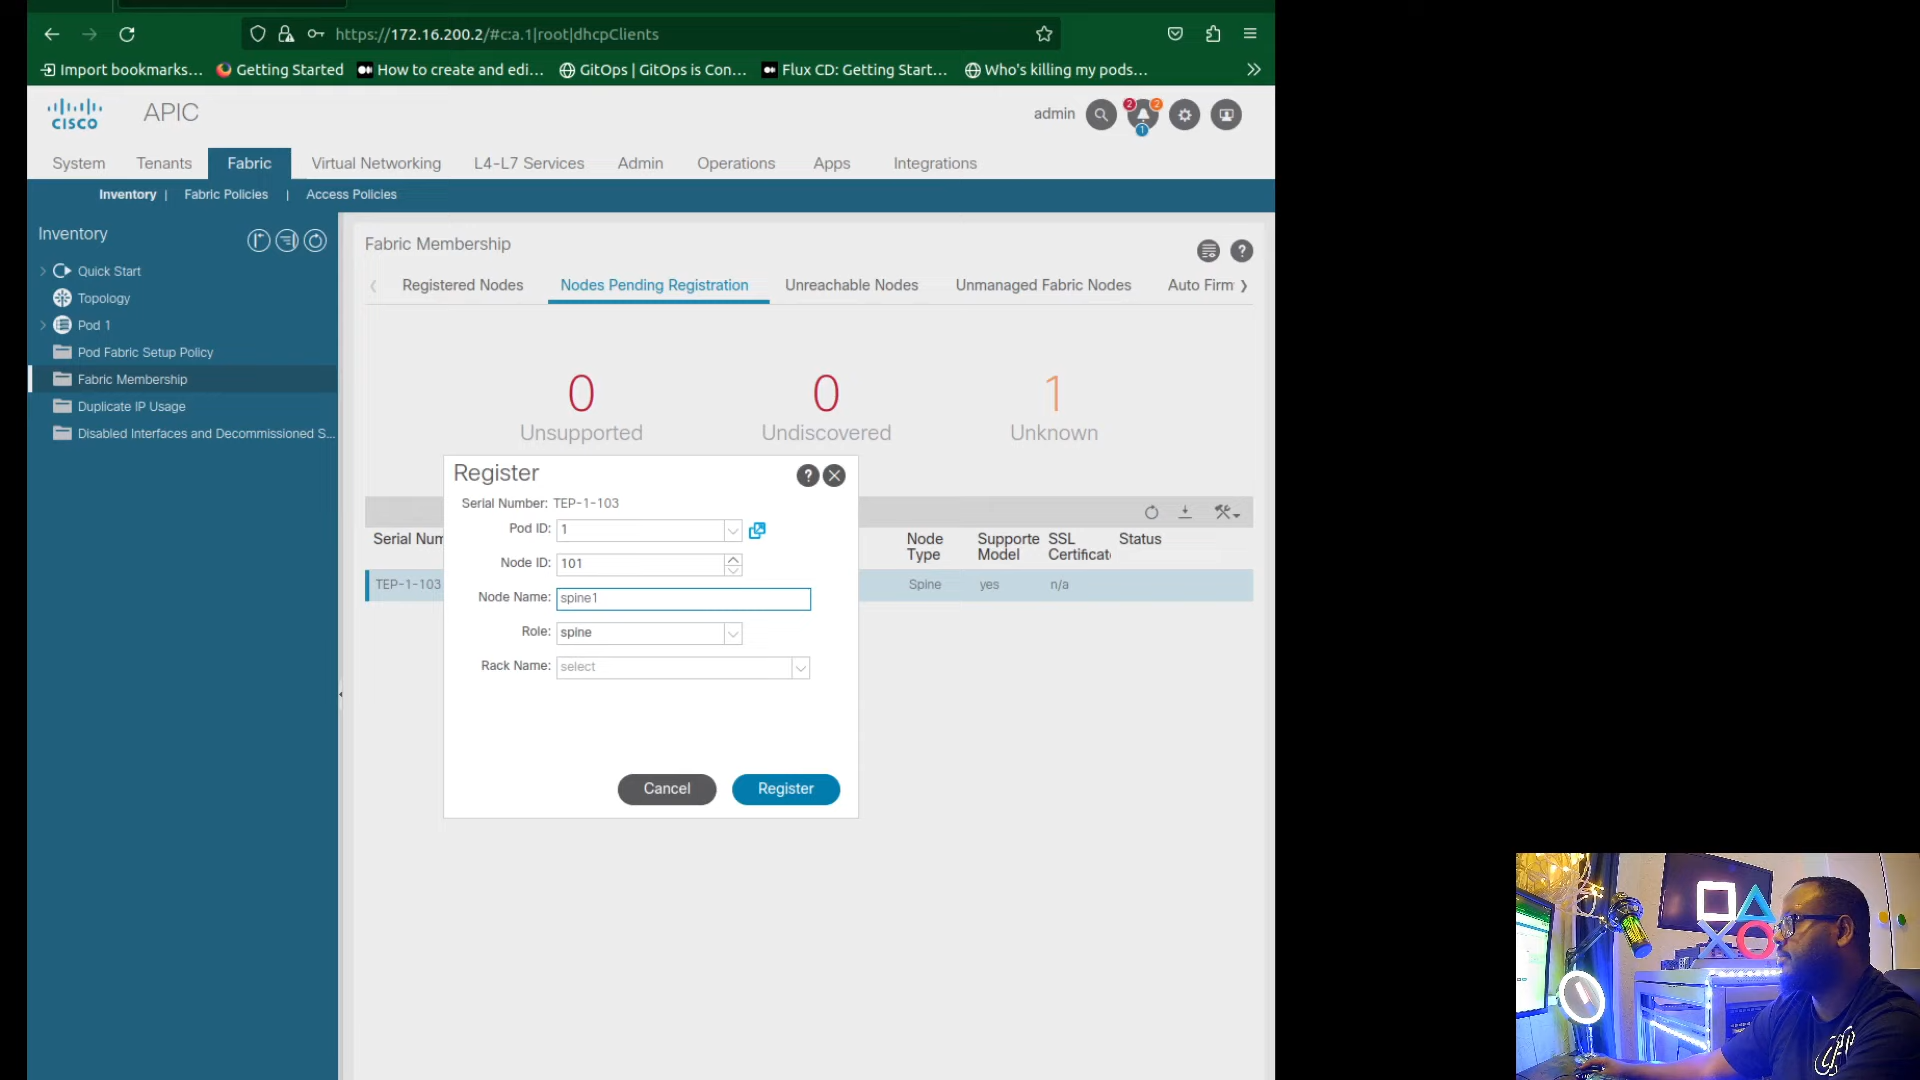 https://172.16.200.2/#c:a.1|root|dhcpClients
Import bookmarks... Getting Started How to create and edi... GitOps | GitOps is Con... Flux CD: Getting Start... Who's killing my pods...
CISCO APIC admin 2 2 1
System Tenants Fabric Virtual Networking L4-L7 Services Admin Operations Apps Integrations
Inventory | Fabric Policies | Access Policies
Inventory
Quick Start
Topology
Pod 1
Pod Fabric Setup Policy
Fabric Membership
Duplicate IP Usage
Disabled Interfaces and Decommissioned S...
Fabric Membership
Registered Nodes Nodes Pending Registration Unreachable Nodes Unmanaged Fabric Nodes Auto Firm
0 0 1
Unsupported Undiscovered Unknown
Serial Num Node Type Supporte Model SSL Certificat Status
TEP-1-103 Spine yes n/a
Register
Serial Number: TEP-1-103
Pod ID: 1
Node ID: 101
Node Name: spine1
Role: spine
Rack Name: select
Cancel Register